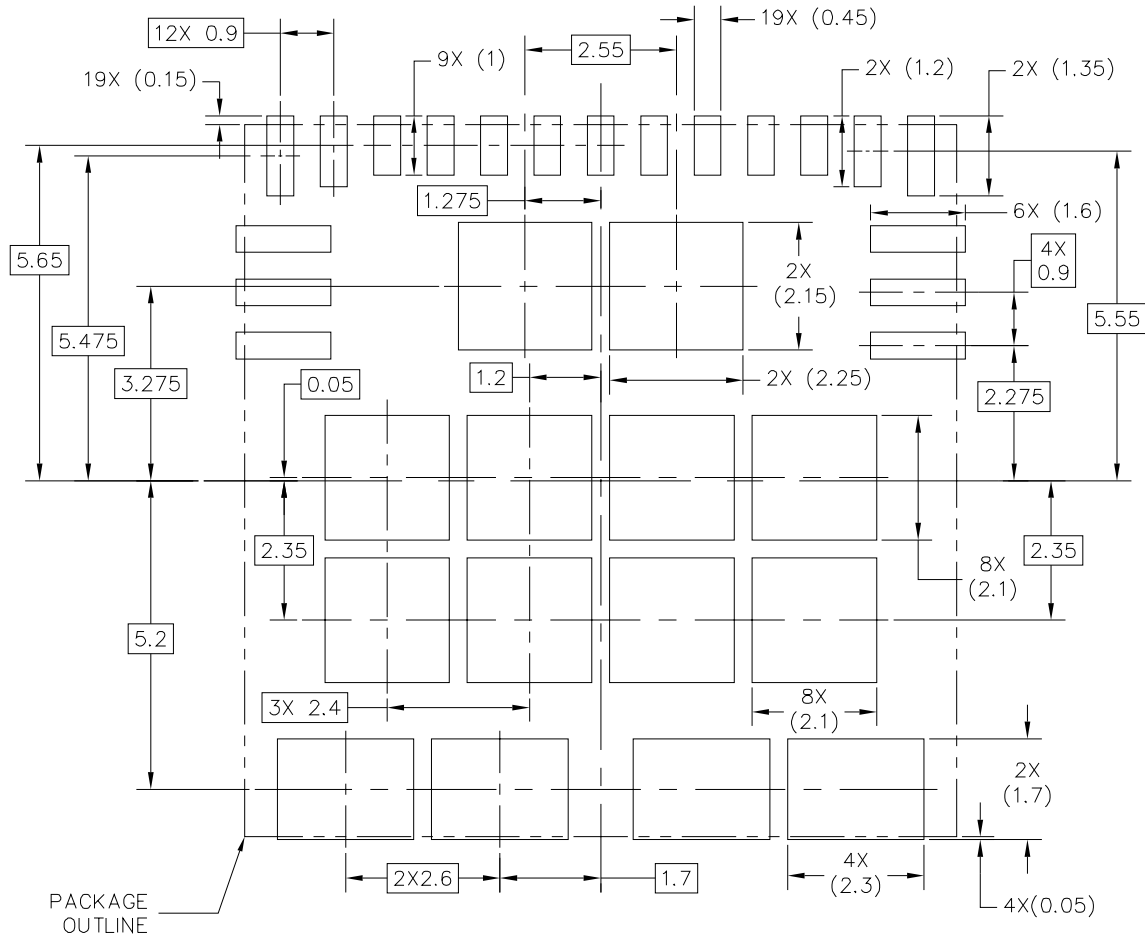 12X 0.9
19X (0.45)
2.55
9X (1)
2X (1.2)
2X (1.35)
19X (0.15)
1.275
6X (1.6)
5.65
4X
0.9
2X
(2.15)
5.55
5.475
3.275
0.05
1.2
2X (2.25)
2.275
2.35
2.35
8X
(2.1)
5.2
3X 2.4
8X
(2.1)
2X
(1.7)
2X2.6
1.7
4X
(2.3)
4X(0.05)
PACKAGE
OUTLINE